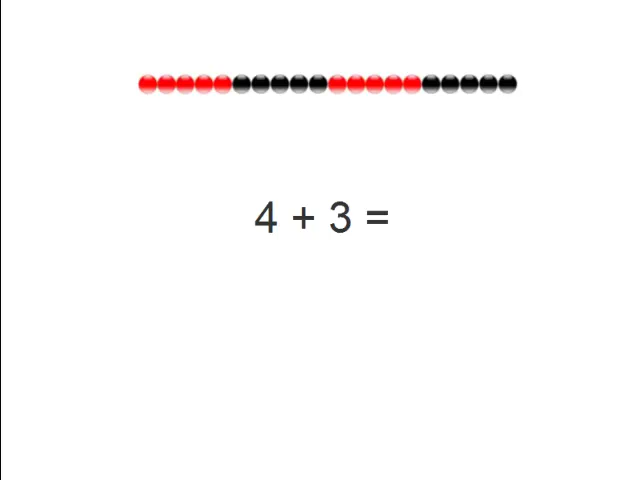 4 + 3 =